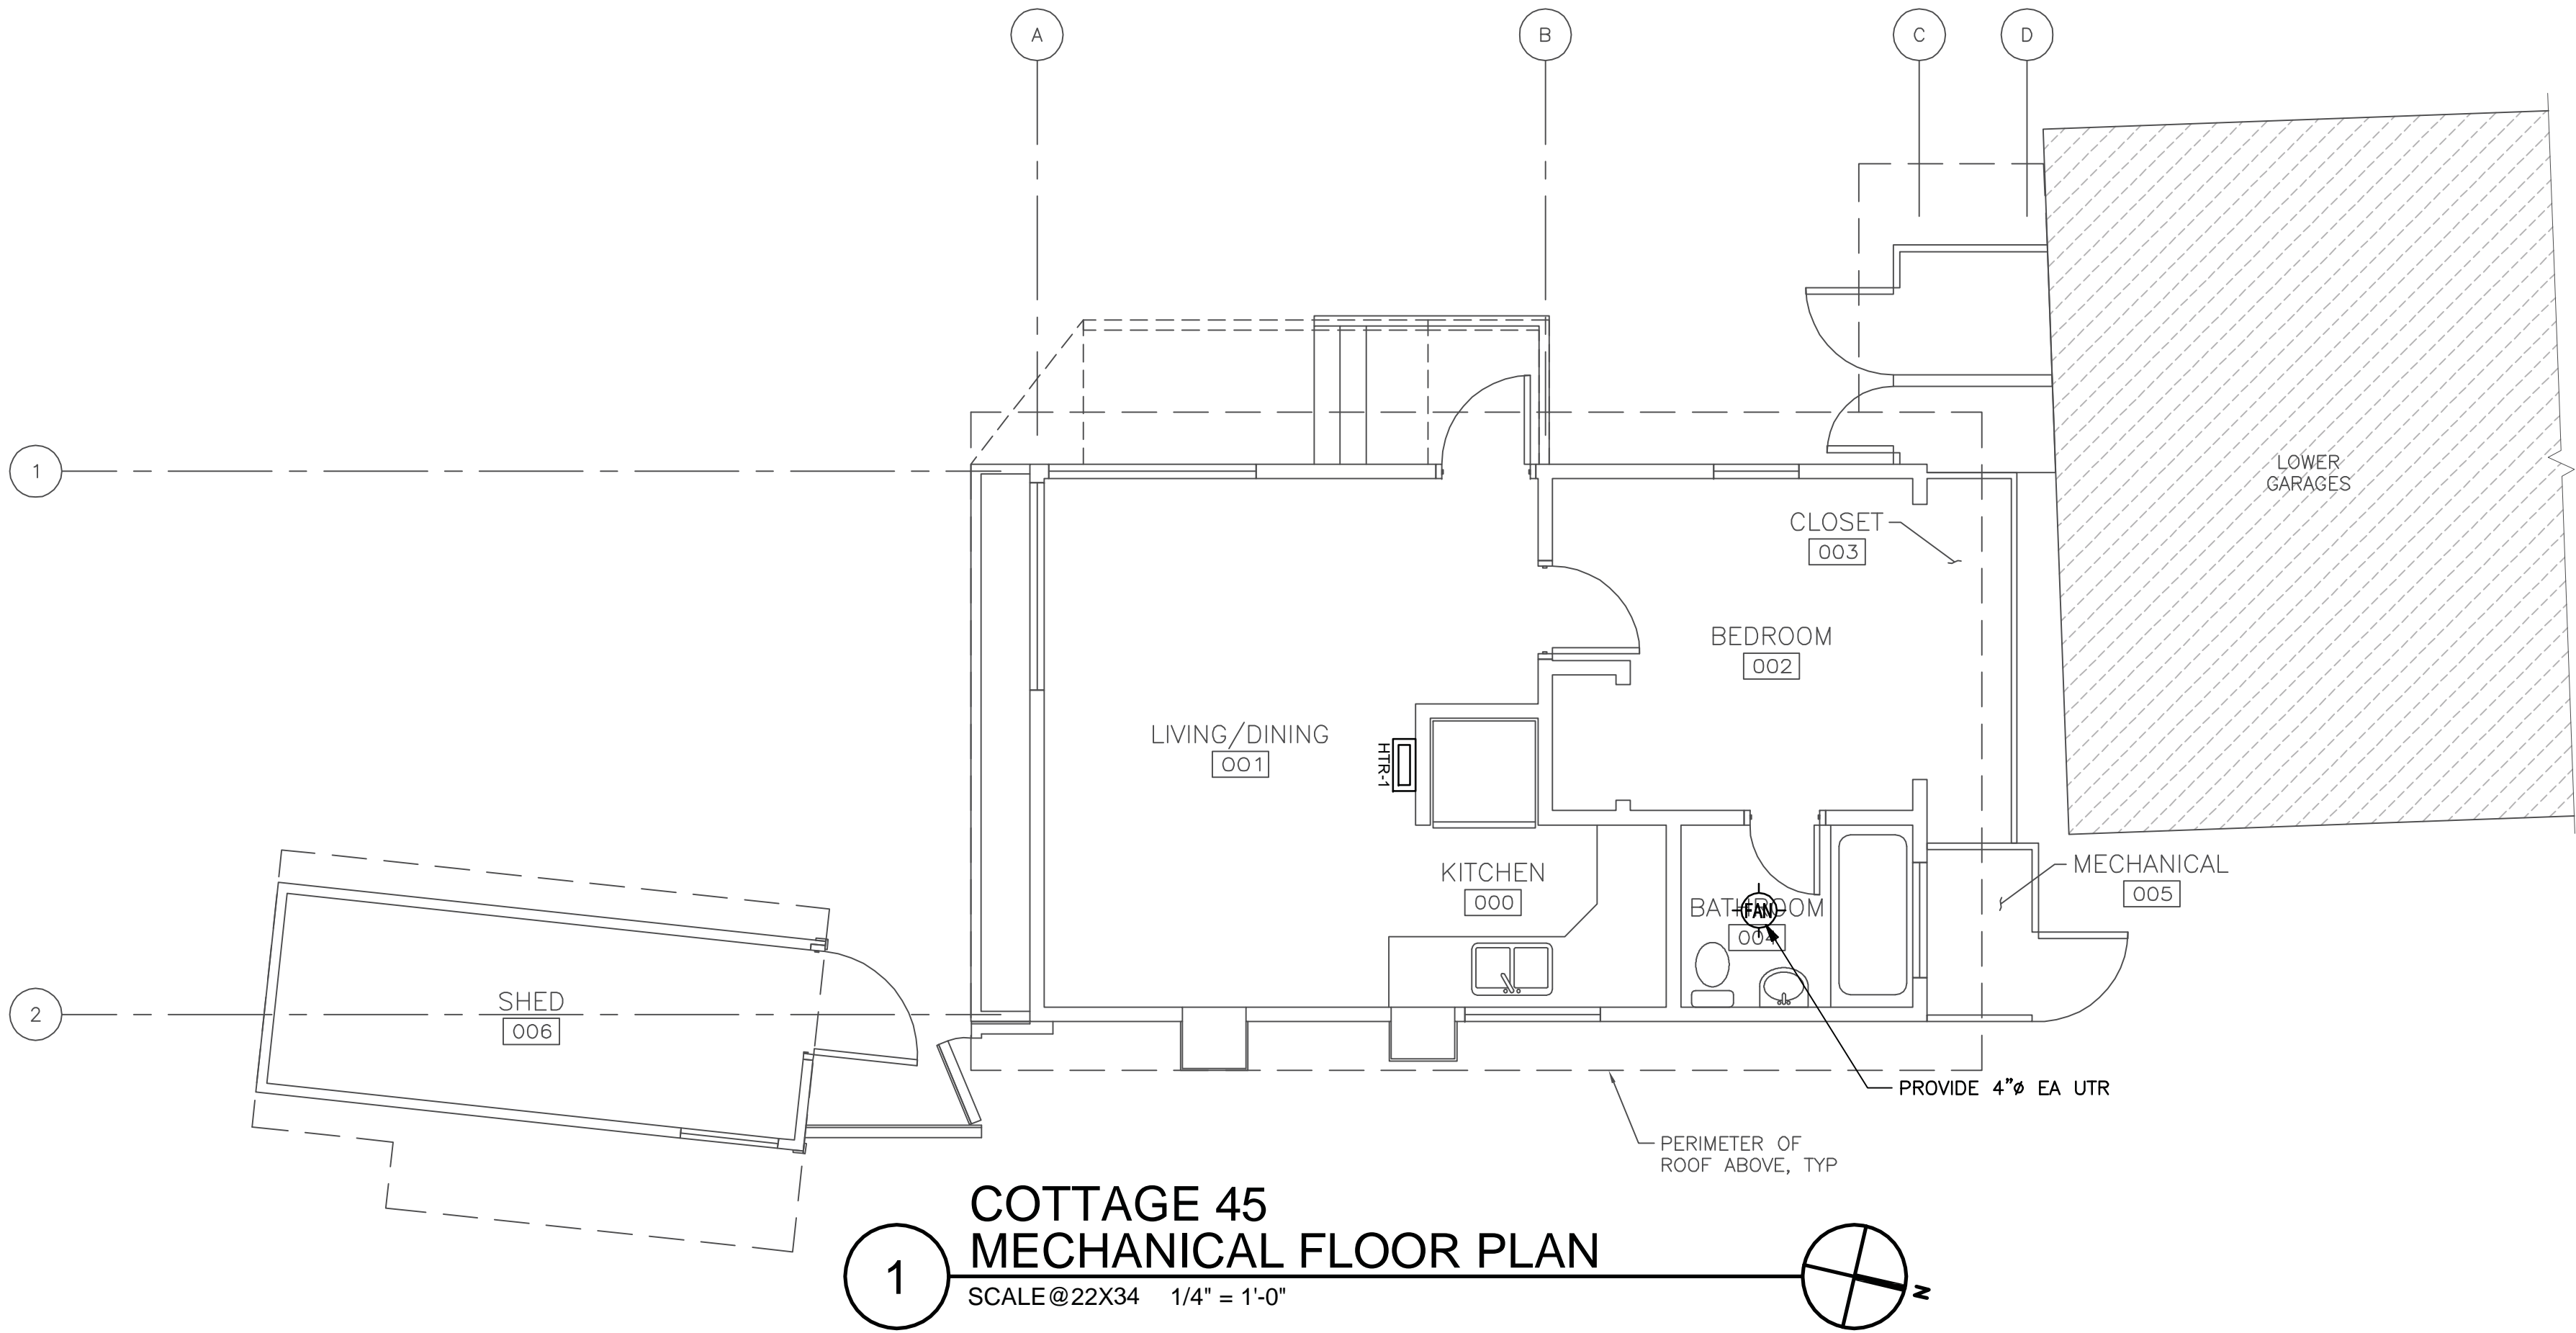 A
B
C
D
1
LOWER
GARAGES
CLOSET
003
BEDROOM
002
LIVING/DINING
001
HTR-1
KITCHEN
000
BATHROOM
FAN
004
MECHANICAL
005
SHED
006
2
PROVIDE 4"ø EA UTR
PERIMETER OF
ROOF ABOVE, TYP
COTTAGE 45
1
MECHANICAL FLOOR PLAN
SCALE@22X34 1/4" = 1'-0"
N